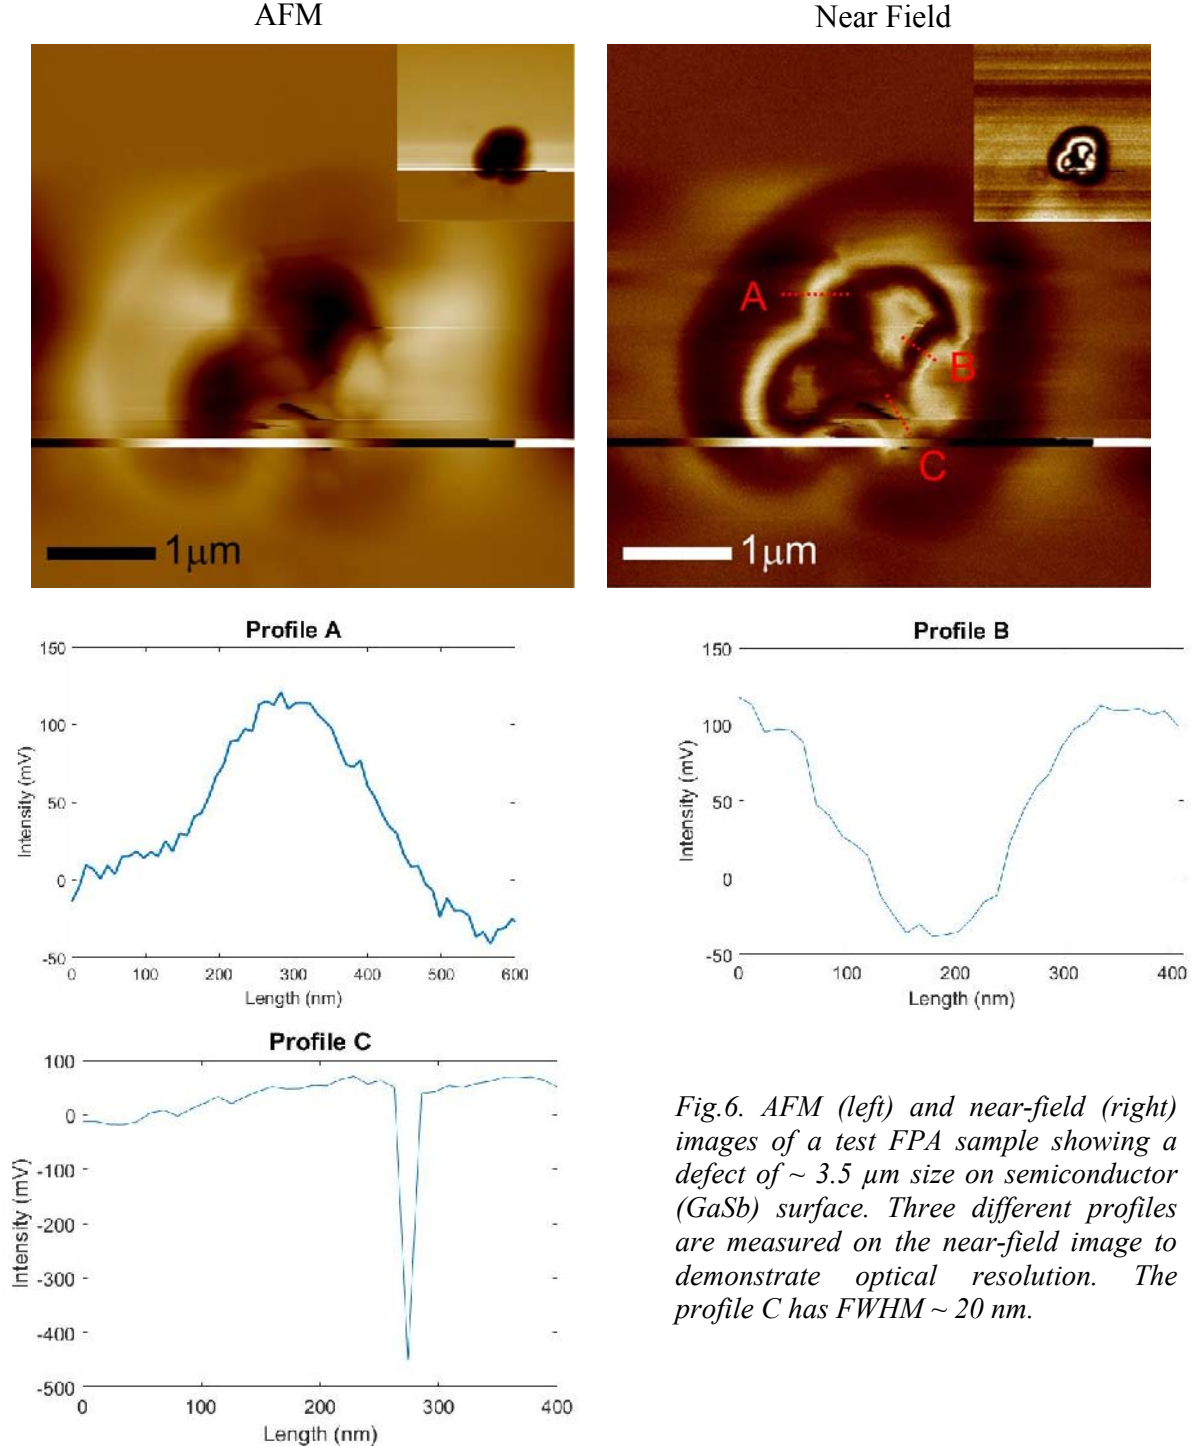 AFM
Near Field
A
B
C
1μm
1μm
Profile A
150
100
50
0
-50
0 100 200 300 400 500 600
Intensity (mV)
Length (nm)
Profile B
150
100
50
0
-50
0 100 200 300 400
Intensity (mV)
Length (nm)
Profile C
100
0
-100
-200
-300
-400
-500
0 100 200 300 400
Intensity (mV)
Length (nm)
Fig.6. AFM (left) and near-field (right)
images of a test FPA sample showing a
defect of ~ 3.5 μm size on semiconductor
(GaSb) surface. Three different profiles
are measured on the near-field image to
demonstrate optical resolution. The
profile C has FWHM ~ 20 nm.